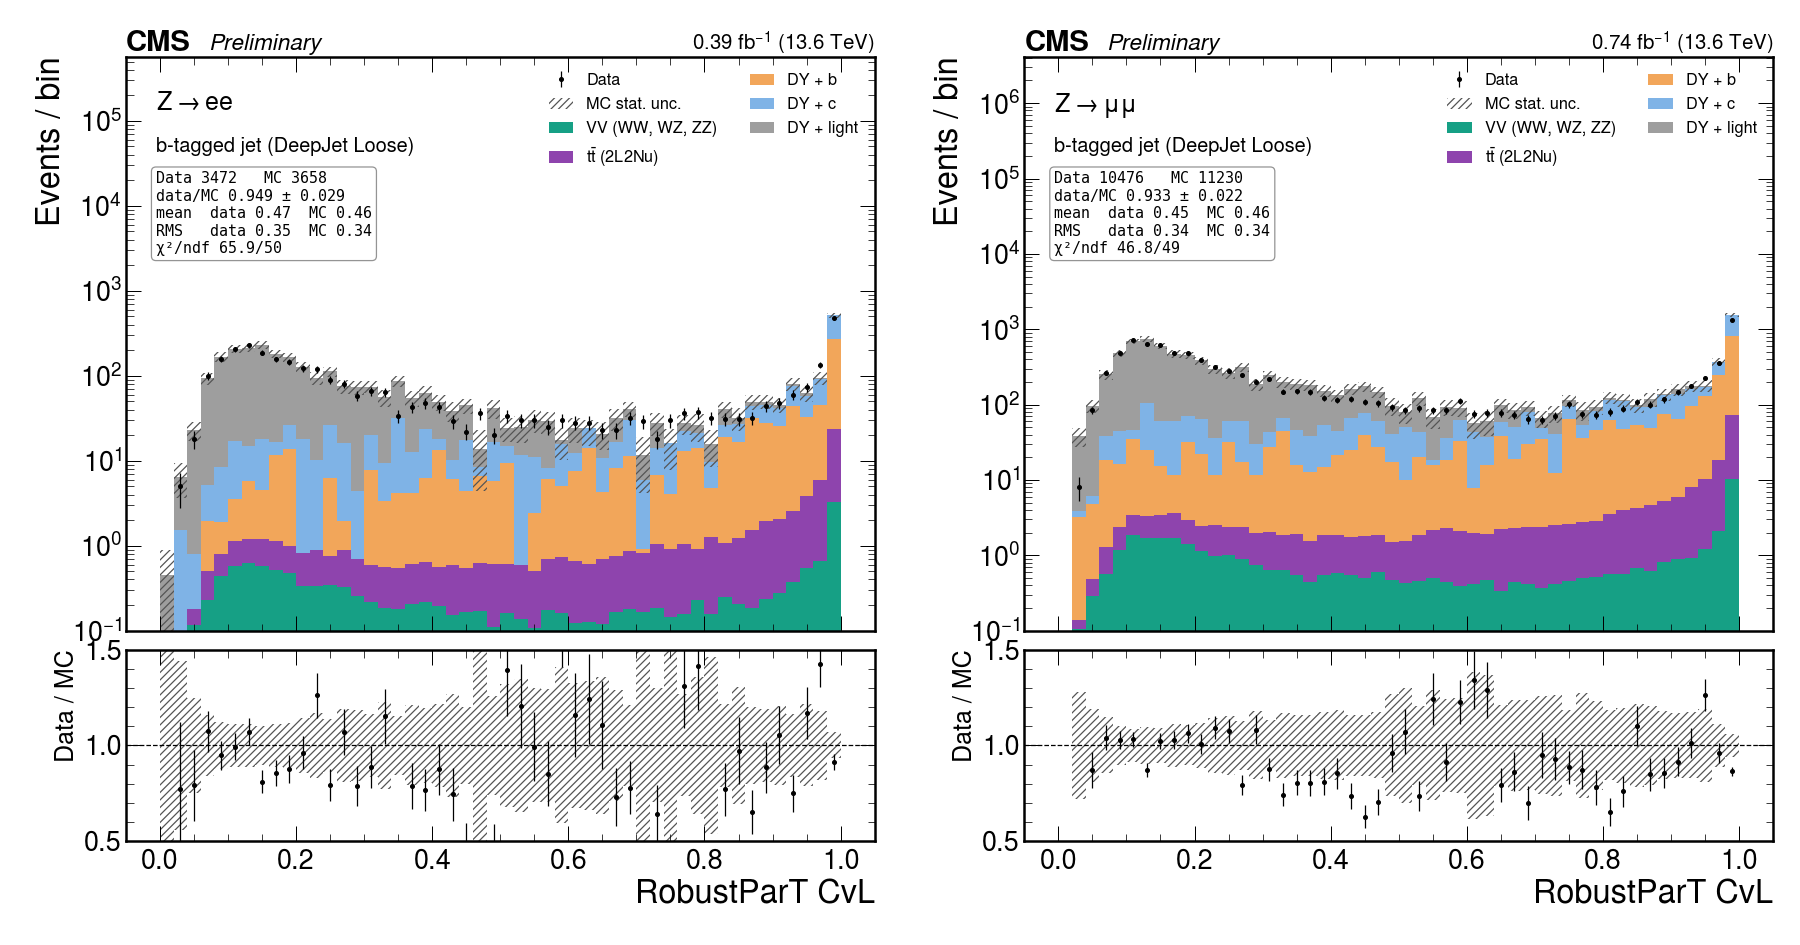 CMS Preliminary 0.39 fb⁻¹ (13.6 TeV)
Events / bin
Z → ee
b-tagged jet (DeepJet Loose)
Data 3472   MC 3658
data/MC 0.949 ± 0.029
mean  data 0.47  MC 0.46
RMS   data 0.35  MC 0.34
χ²/ndf 65.9/50
Data
MC stat. unc.
VV (WW, WZ, ZZ)
tt̄ (2L2Nu)
DY + b
DY + c
DY + light
10⁵
10⁴
10³
10²
10¹
10⁰
10⁻¹
Data / MC
1.5
1.0
0.5
0.0 0.2 0.4 0.6 0.8 1.0
RobustParT CvL
CMS Preliminary 0.74 fb⁻¹ (13.6 TeV)
Events / bin
Z → μμ
b-tagged jet (DeepJet Loose)
Data 10476   MC 11230
data/MC 0.933 ± 0.022
mean  data 0.45  MC 0.46
RMS   data 0.34  MC 0.34
χ²/ndf 46.8/49
Data
MC stat. unc.
VV (WW, WZ, ZZ)
tt̄ (2L2Nu)
DY + b
DY + c
DY + light
10⁶
10⁵
10⁴
10³
10²
10¹
10⁰
10⁻¹
Data / MC
1.5
1.0
0.5
0.0 0.2 0.4 0.6 0.8 1.0
RobustParT CvL